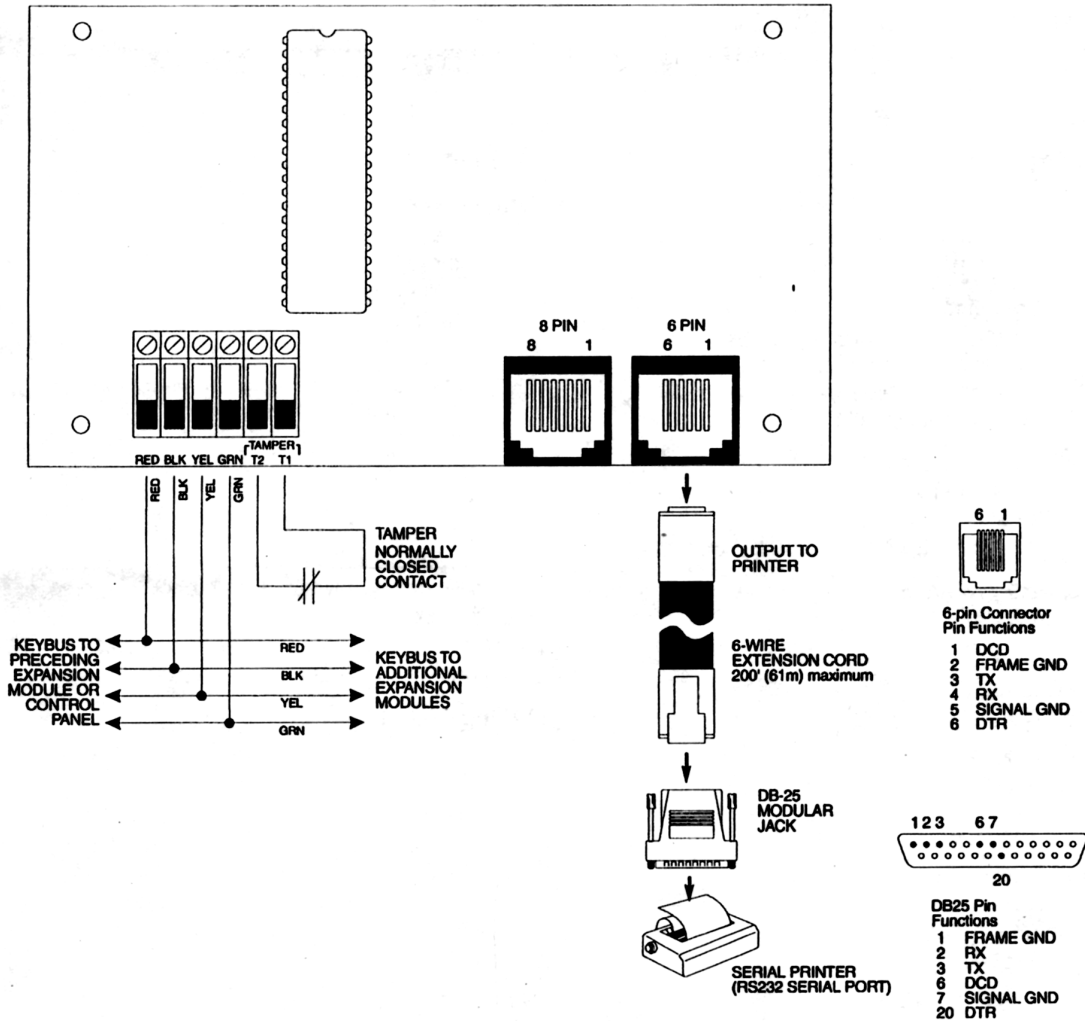 8 PIN
8 1
6 PIN
6 1
TAMPER
RED BLK YEL GRN T2 T1
RED
BLK
YEL
GRN
TAMPER
NORMALLY
CLOSED
CONTACT
KEYBUS TO
PRECEDING
EXPANSION
MODULE OR
CONTROL
PANEL
RED
BLK
YEL
GRN
KEYBUS TO
ADDITIONAL
EXPANSION
MODULES
OUTPUT TO
PRINTER
6-WIRE
EXTENSION CORD
200' (61m) maximum
DB-25
MODULAR
JACK
SERIAL PRINTER
(RS232 SERIAL PORT)
6 1
6-pin Connector
Pin Functions
1 DCD
2 FRAME GND
3 TX
4 RX
5 SIGNAL GND
6 DTR
1 2 3 6 7
20
DB25 Pin
Functions
1 FRAME GND
2 RX
3 TX
6 DCD
7 SIGNAL GND
20 DTR